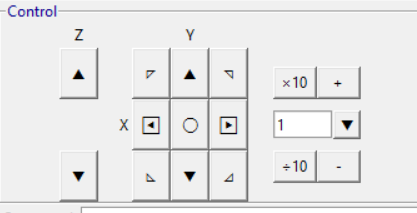 Control
Z Y
▲ ◸ ▲ ◹
×10 +
X ◂ ○ ▸
1 ▼
▼ ◺ ▼ ◿
÷10 -